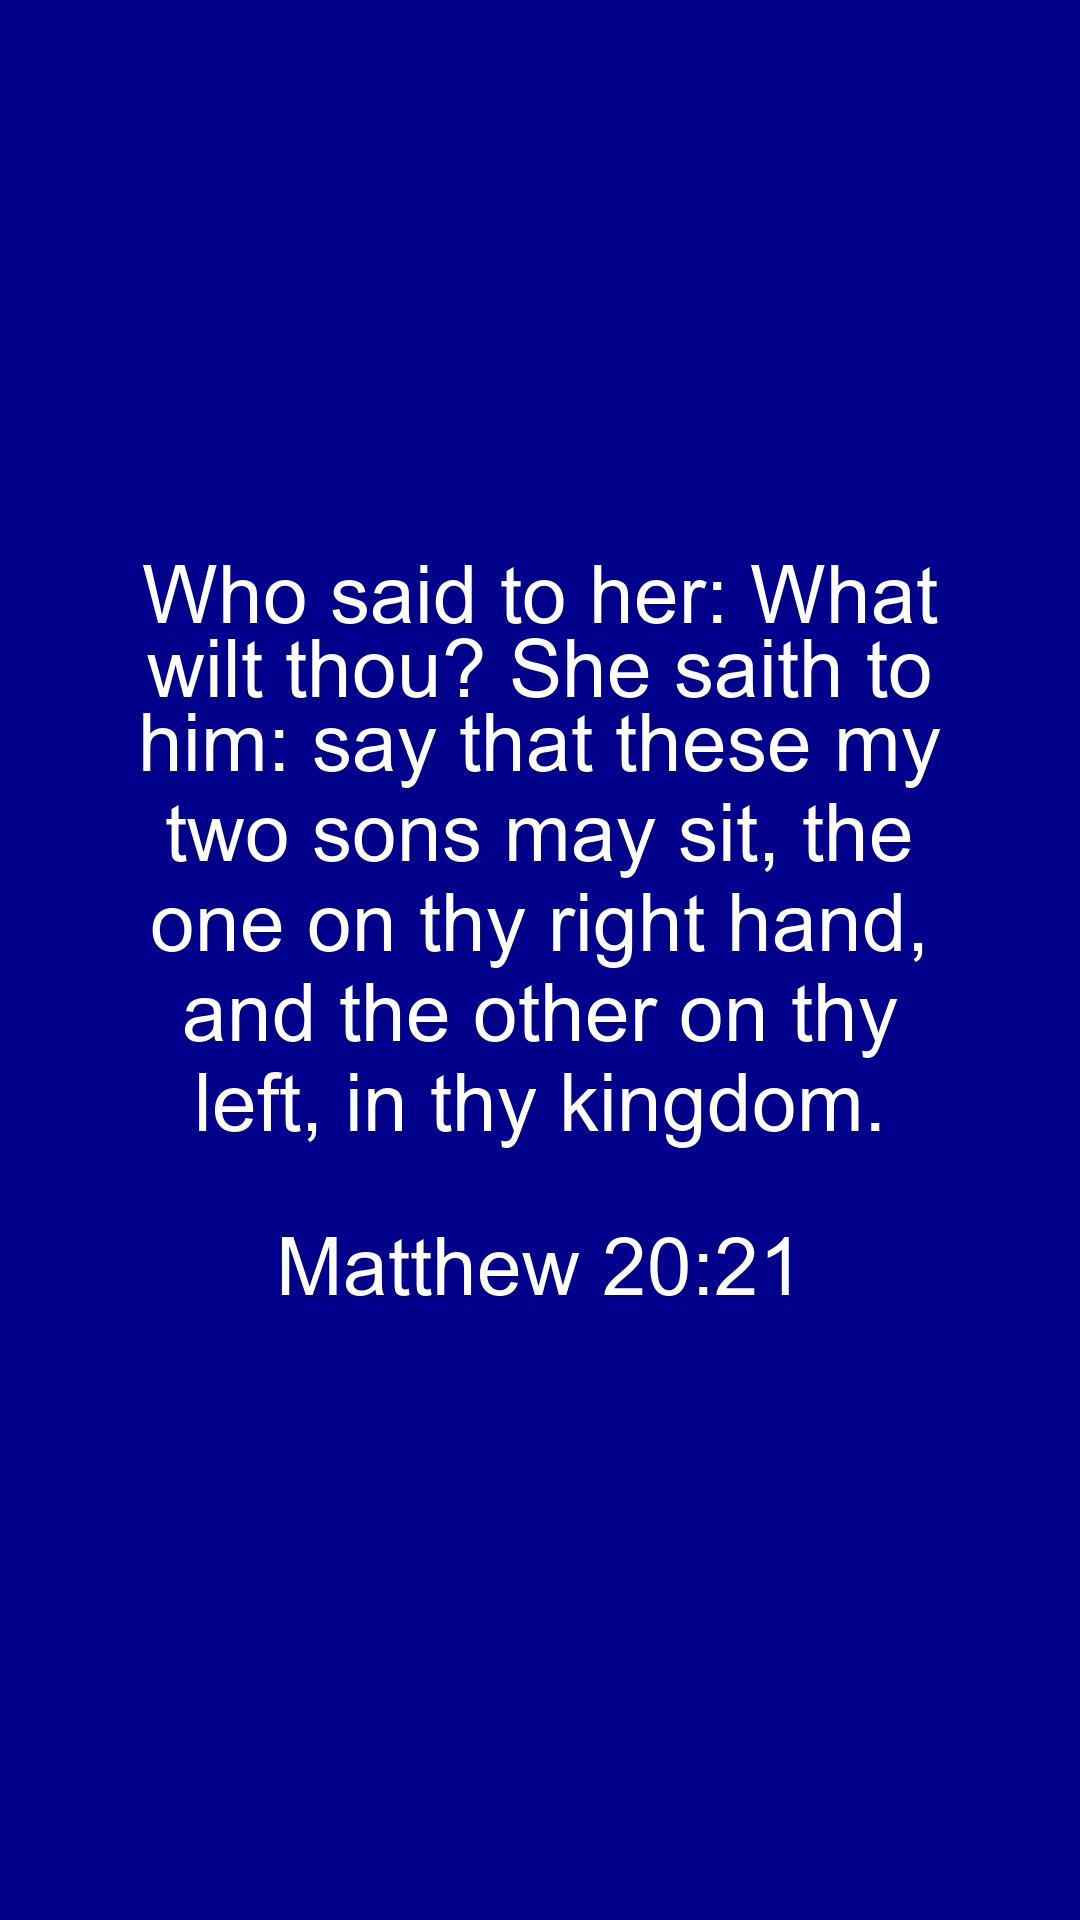 Who said to her: What
wilt thou? She saith to
him: say that these my
two sons may sit, the
one on thy right hand,
and the other on thy
left, in thy kingdom.
Matthew 20:21